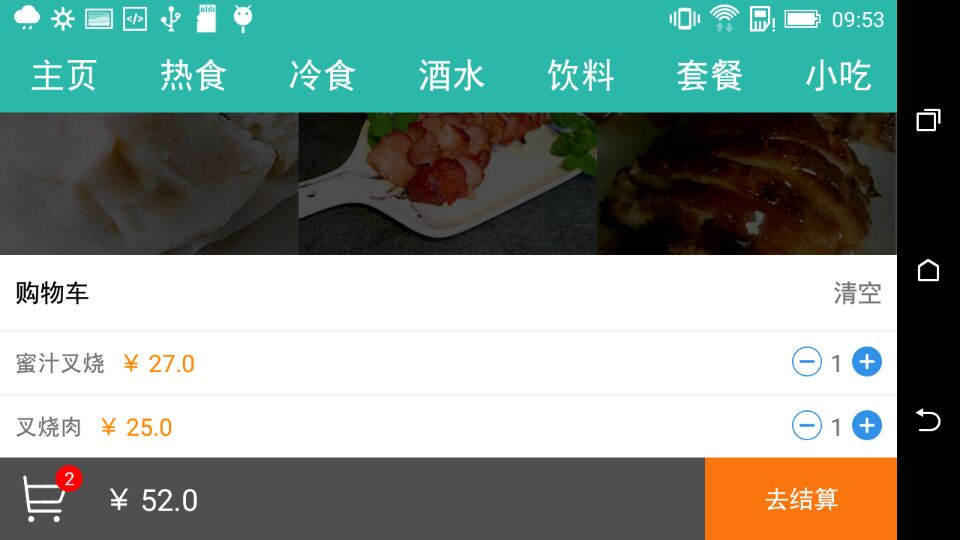 09:53
主页 热食 冷食 酒水 饮料 套餐 小吃
购物车 清空
蜜汁叉烧 ¥ 27.0 1
叉烧肉 ¥ 25.0 1
2 ¥ 52.0 去结算